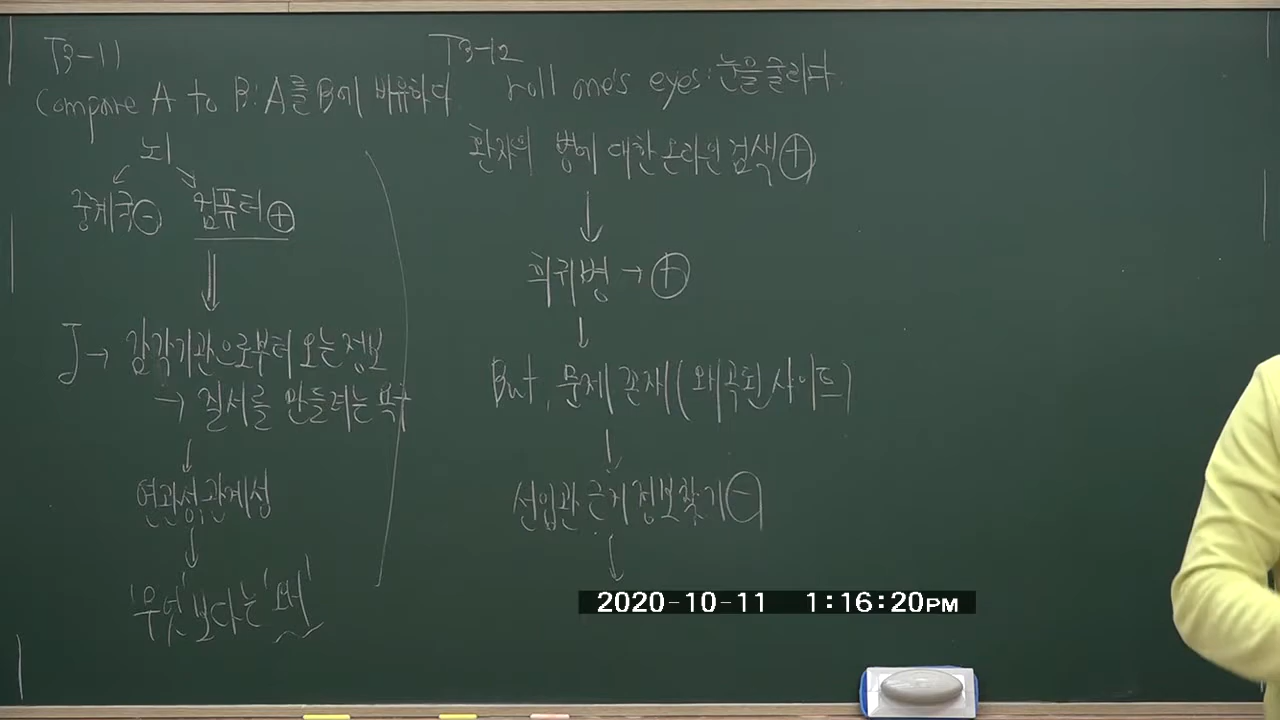 T3-11
Compare A to B: A를 B에 비유하다
뇌
중계국 ⊖ 컴퓨터 ⊕
⇓
J → 감각기관으로부터 오는 정보
→ 질서를 만들려는 욕구
↓
연관성, 관계성
↓
'무엇'보다는 '왜'
T3-12
roll one's eyes: 눈을 굴리다
환자의 병에 대한 온라인 검색 ⊕
↓
희귀병 → ⊕
↓
But, 문제 존재 (왜곡된 사이트)
↓
선입관 근거 정보 찾기 ⊖
↓
2020-10-11 1:16:20PM